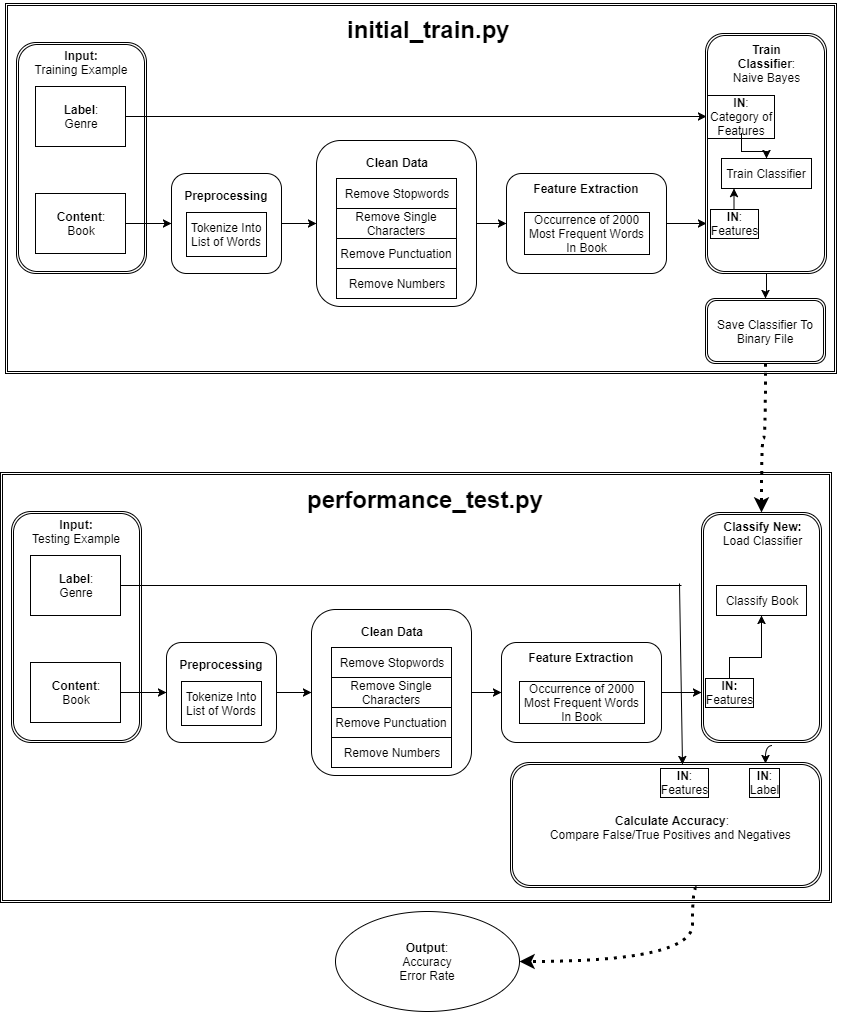 initial_train.py
Input:
Training Example
Label:
Genre
Content:
Book
Preprocessing
Tokenize Into
List of Words
Clean Data
Remove Stopwords
Remove Single
Characters
Remove Punctuation
Remove Numbers
Feature Extraction
Occurrence of 2000
Most Frequent Words
In Book
Train
Classifier:
Naive Bayes
IN:
Category of
Features
Train Classifier
IN:
Features
Save Classifier To
Binary File
performance_test.py
Input:
Testing Example
Label:
Genre
Content:
Book
Preprocessing
Tokenize Into
List of Words
Clean Data
Remove Stopwords
Remove Single
Characters
Remove Punctuation
Remove Numbers
Feature Extraction
Occurrence of 2000
Most Frequent Words
In Book
Classify New:
Load Classifier
Classify Book
IN:
Features
IN:
Features
IN:
Label
Calculate Accuracy:
Compare False/True Positives and Negatives
Output:
Accuracy
Error Rate